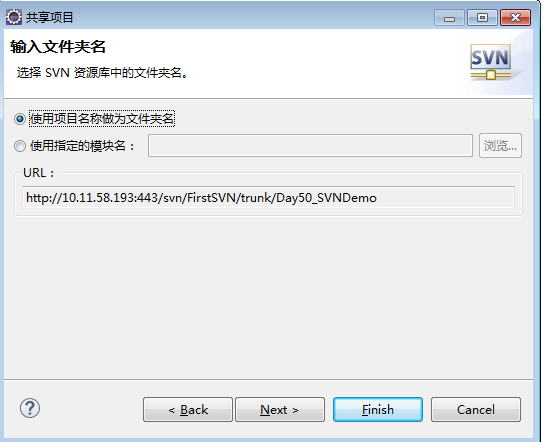 共享项目
输入文件夹名
选择 SVN 资源库中的文件夹名。
SVN
使用项目名称做为文件夹名
使用指定的模块名：
浏览...
URL：
http://10.11.58.193:443/svn/FirstSVN/trunk/Day50_SVNDemo
?
< Back
Next >
Finish
Cancel